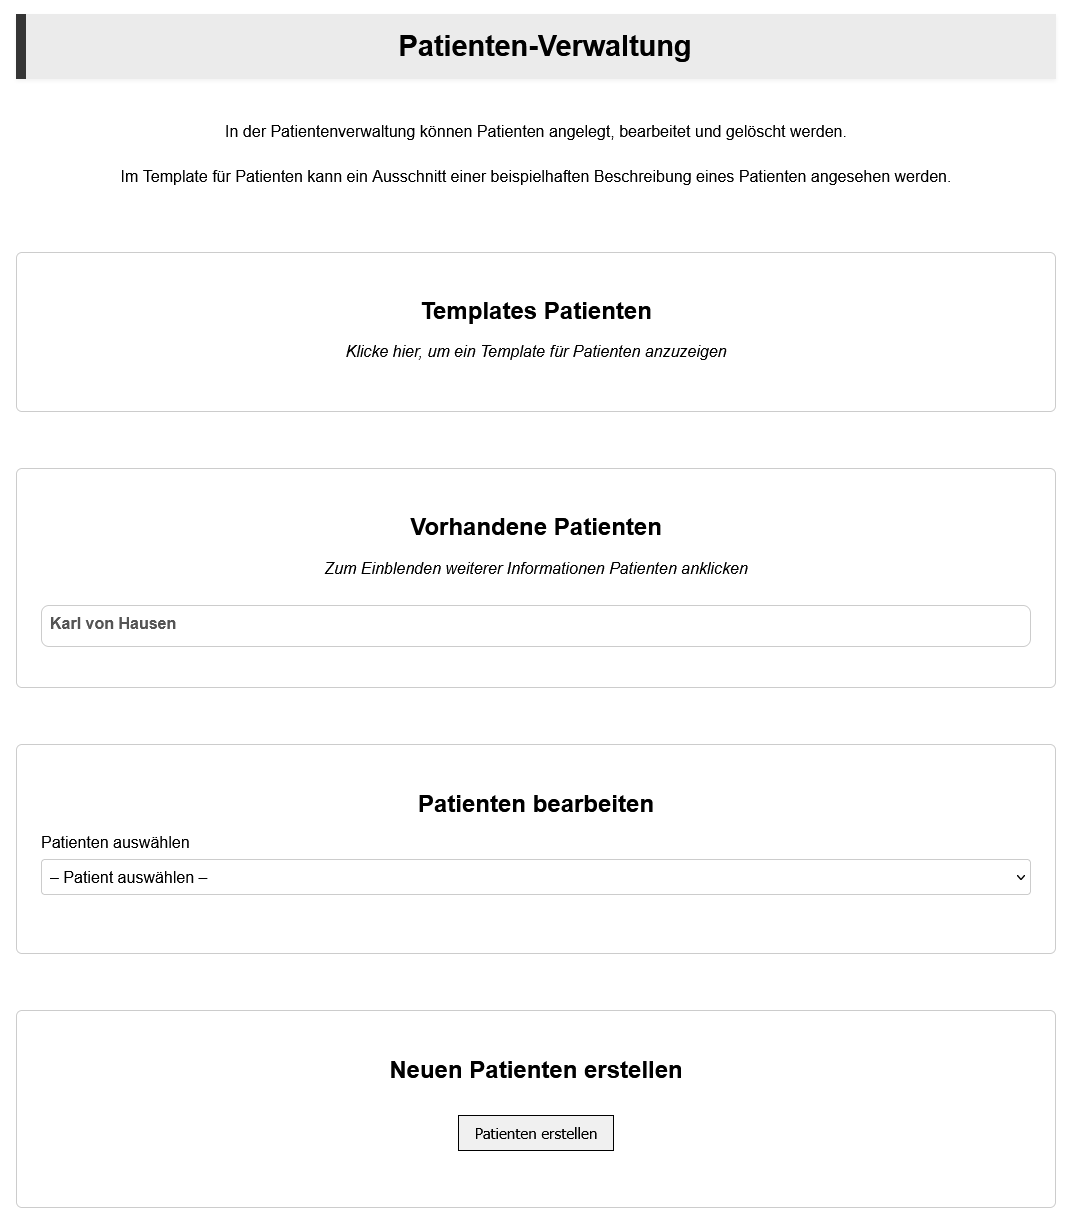 Patienten-Verwaltung
In der Patientenverwaltung können Patienten angelegt, bearbeitet und gelöscht werden.
Im Template für Patienten kann ein Ausschnitt einer beispielhaften Beschreibung eines Patienten angesehen werden.
Templates Patienten
Klicke hier, um ein Template für Patienten anzuzeigen
Vorhandene Patienten
Zum Einblenden weiterer Informationen Patienten anklicken
Karl von Hausen
Patienten bearbeiten
Patienten auswählen
– Patient auswählen –
Neuen Patienten erstellen
Patienten erstellen